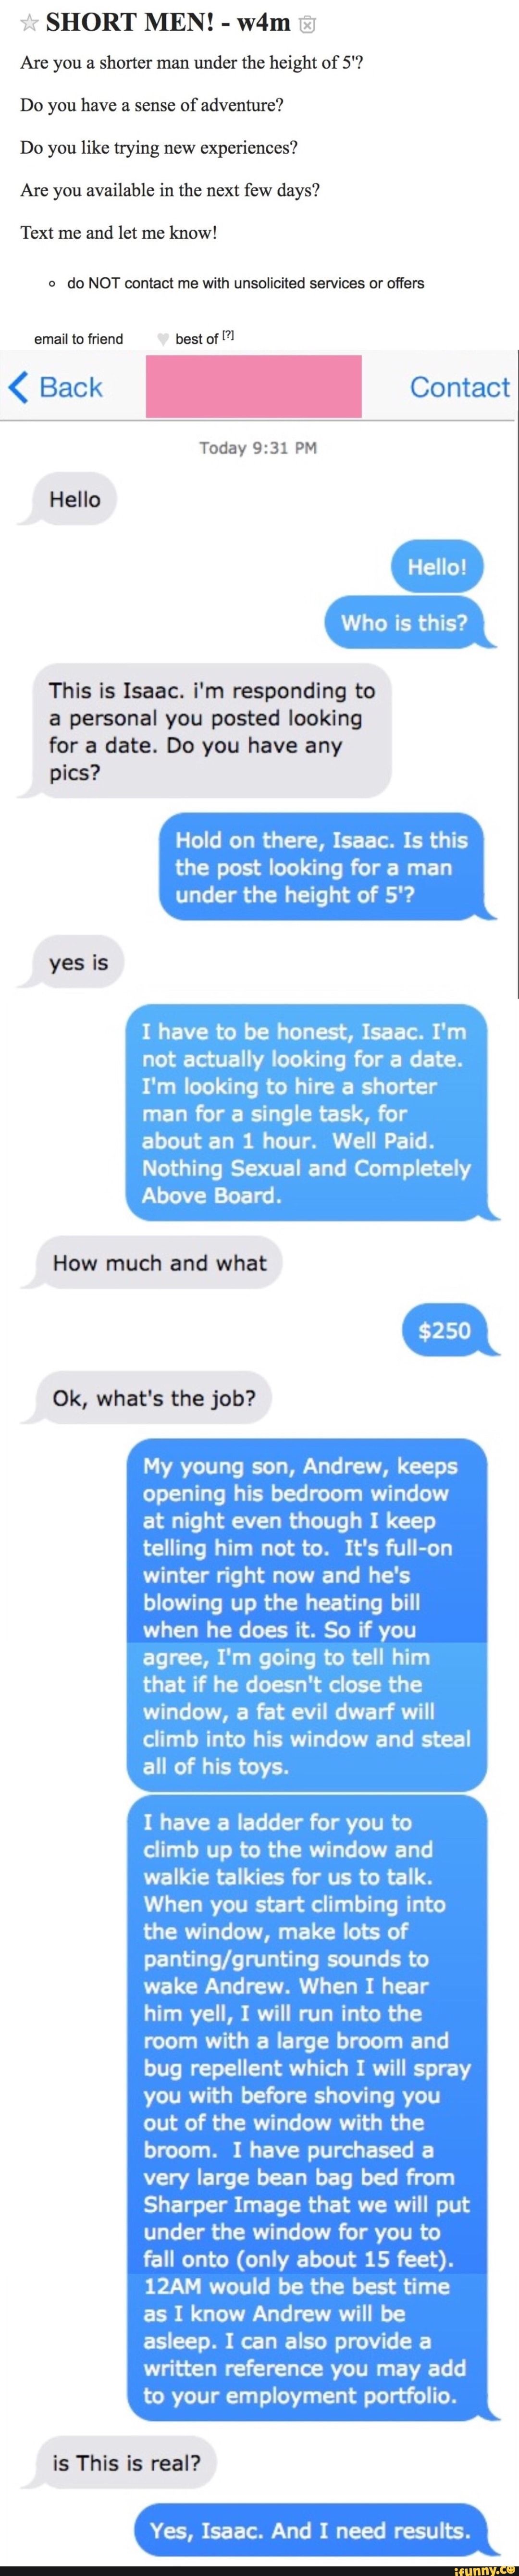 ☆ SHORT MEN! - w4m
Are you a shorter man under the height of 5'?
Do you have a sense of adventure?
Do you like trying new experiences?
Are you available in the next few days?
Text me and let me know!
do NOT contact me with unsolicited services or offers
email to friend best of [?]
Back Contact
Today 9:31 PM
Hello
Hello!
Who is this?
This is Isaac. i'm responding to
a personal you posted looking
for a date. Do you have any
pics?
Hold on there, Isaac. Is this
the post looking for a man
under the height of 5'?
yes is
I have to be honest, Isaac. I'm
not actually looking for a date.
I'm looking to hire a shorter
man for a single task, for
about an 1 hour. Well Paid.
Nothing Sexual and Completely
Above Board.
How much and what
$250
Ok, what's the job?
My young son, Andrew, keeps
opening his bedroom window
at night even though I keep
telling him not to. It's full-on
winter right now and he's
blowing up the heating bill
when he does it. So if you
agree, I'm going to tell him
that if he doesn't close the
window, a fat evil dwarf will
climb into his window and steal
all of his toys.
I have a ladder for you to
climb up to the window and
walkie talkies for us to talk.
When you start climbing into
the window, make lots of
panting/grunting sounds to
wake Andrew. When I hear
him yell, I will run into the
room with a large broom and
bug repellent which I will spray
you with before shoving you
out of the window with the
broom. I have purchased a
very large bean bag bed from
Sharper Image that we will put
under the window for you to
fall onto (only about 15 feet).
12AM would be the best time
as I know Andrew will be
asleep. I can also provide a
written reference you may add
to your employment portfolio.
is This is real?
Yes, Isaac. And I need results.
ifunny.ce